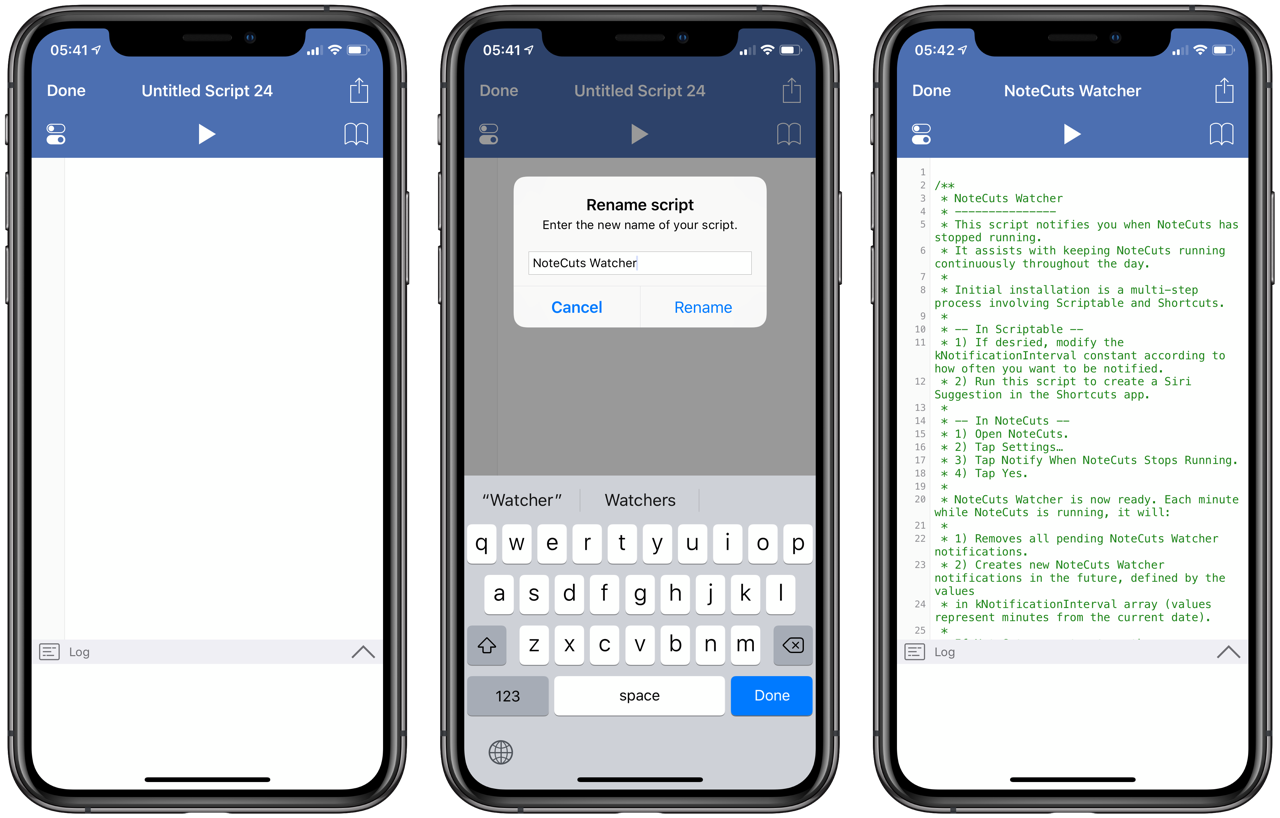 05:41
Done Untitled Script 24
Log
05:41
Done Untitled Script 24
Rename script
Enter the new name of your script.
NoteCuts Watcher
Cancel Rename
“Watcher” Watchers
q w e r t y u i o p
a s d f g h j k l
z x c v b n m
123 space Done
05:42
Done NoteCuts Watcher
1
2 /**
3 * NoteCuts Watcher
4 * ---------------
5 * This script notifies you when NoteCuts has
stopped running.
6 * It assists with keeping NoteCuts running
continuously throughout the day.
7 *
8 * Initial installation is a multi-step
process involving Scriptable and Shortcuts.
9 *
10 * -- In Scriptable --
11 * 1) If desried, modify the
kNotificationInterval constant according to
how often you want to be notified.
12 * 2) Run this script to create a Siri
Suggestion in the Shortcuts app.
13 *
14 * -- In NoteCuts --
15 * 1) Open NoteCuts.
16 * 2) Tap Settings…
17 * 3) Tap Notify When NoteCuts Stops Running.
18 * 4) Tap Yes.
19 *
20 * NoteCuts Watcher is now ready. Each minute
while NoteCuts is running, it will:
21 *
22 * 1) Removes all pending NoteCuts Watcher
notifications.
23 * 2) Creates new NoteCuts Watcher
notifications in the future, defined by the
values
24 * in kNotificationInterval array (values
represent minutes from the current date).
25 *
Log